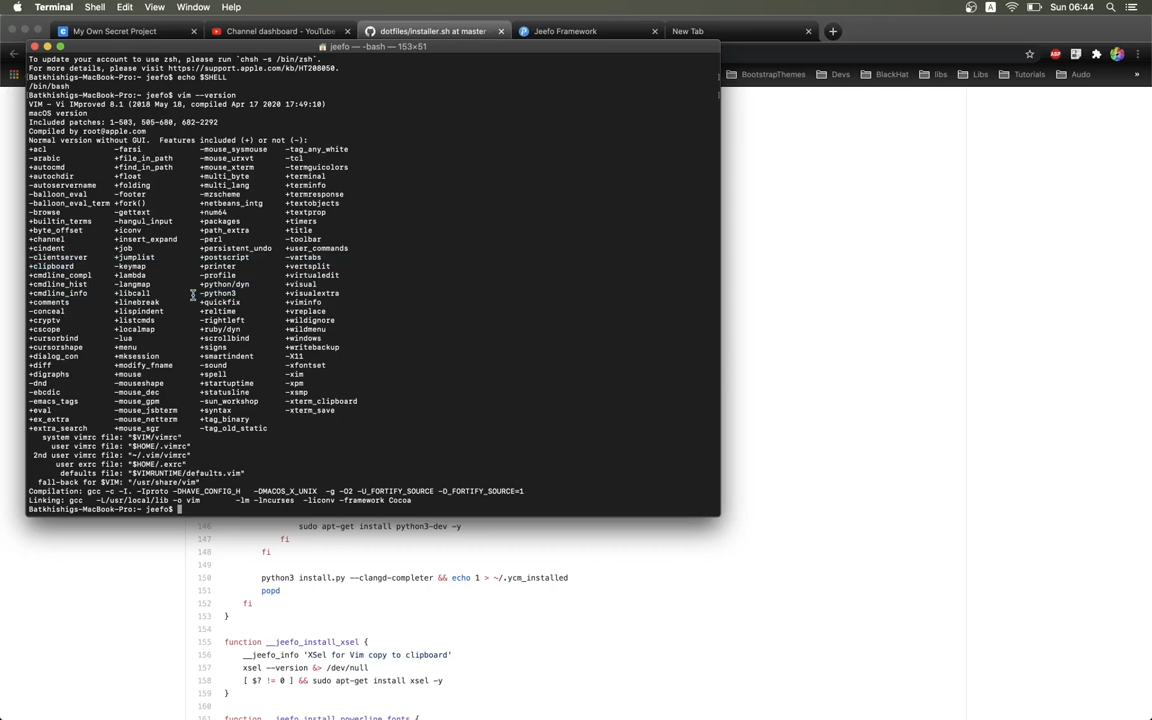 Terminal Shell Edit View Window Help A Sun 06:44
My Own Secret Project × Channel dashboard - YouTube × dotfiles/installer.sh at master × Jeefo Framework × New Tab × +
jeefo — -bash — 153×51
BootstrapThemes Devs BlackHat libs Libs Tutorials Audo »
To update your account to use zsh, please run `chsh -s /bin/zsh`.
For more details, please visit https://support.apple.com/kb/HT208050.
Batkhishigs-MacBook-Pro:~ jeefo$ echo $SHELL
/bin/bash
Batkhishigs-MacBook-Pro:~ jeefo$ vim --version
VIM - Vi IMproved 8.1 (2018 May 18, compiled Apr 17 2020 17:49:10)
macOS version
Included patches: 1-503, 505-680, 682-2292
Compiled by root@apple.com
Normal version without GUI.  Features included (+) or not (-):
+acl -farsi -mouse_sysmouse -tag_any_white
-arabic +file_in_path +mouse_urxvt -tcl
+autocmd +find_in_path +mouse_xterm -termguicolors
+autochdir +float +multi_byte +terminal
-autoservername +folding +multi_lang +terminfo
-balloon_eval -footer -mzscheme +termresponse
-balloon_eval_term +fork() +netbeans_intg +textobjects
-browse -gettext +num64 +textprop
+builtin_terms -hangul_input +packages +timers
+byte_offset +iconv +path_extra +title
+channel +insert_expand -perl -toolbar
+cindent +job +persistent_undo +user_commands
-clientserver +jumplist +postscript -vartabs
+clipboard -keymap +printer +vertsplit
+cmdline_compl +lambda -profile +virtualedit
+cmdline_hist -langmap +python/dyn +visual
+cmdline_info +libcall -python3 +visualextra
+comments +linebreak +quickfix +viminfo
-conceal +lispindent +reltime +vreplace
+cryptv +listcmds -rightleft +wildignore
+cscope +localmap +ruby/dyn +wildmenu
+cursorbind -lua +scrollbind +windows
+cursorshape +menu +signs +writebackup
+dialog_con +mksession +smartindent -X11
+diff +modify_fname -sound -xfontset
+digraphs +mouse +spell -xim
-dnd -mouseshape +startuptime -xpm
-ebcdic -mouse_dec +statusline -xsmp
-emacs_tags -mouse_gpm -sun_workshop -xterm_clipboard
+eval -mouse_jsbterm +syntax -xterm_save
+ex_extra -mouse_netterm +tag_binary
+extra_search +mouse_sgr -tag_old_static
system vimrc file: "$VIM/vimrc"
user vimrc file: "$HOME/.vimrc"
2nd user vimrc file: "~/.vim/vimrc"
user exrc file: "$HOME/.exrc"
defaults file: "$VIMRUNTIME/defaults.vim"
fall-back for $VIM: "/usr/share/vim"
Compilation: gcc -c -I. -Iproto -DHAVE_CONFIG_H   -DMACOS_X_UNIX  -g -O2 -U_FORTIFY_SOURCE -D_FORTIFY_SOURCE=1
Linking: gcc   -L/usr/local/lib -o vim        -lm -lncurses  -liconv -framework Cocoa
Batkhishigs-MacBook-Pro:~ jeefo$
146 sudo apt-get install python3-dev -y
147 fi
148 fi
149
150 python3 install.py --clangd-completer && echo 1 > ~/.ycm_installed
151 popd
152 fi
153 }
154
155 function __jeefo_install_xsel {
156 __jeefo_info 'XSel for Vim copy to clipboard'
157 xsel --version &> /dev/null
158 [ $? != 0 ] && sudo apt-get install xsel -y
159 }
160
161 function __jeefo_install_powerline_fonts {